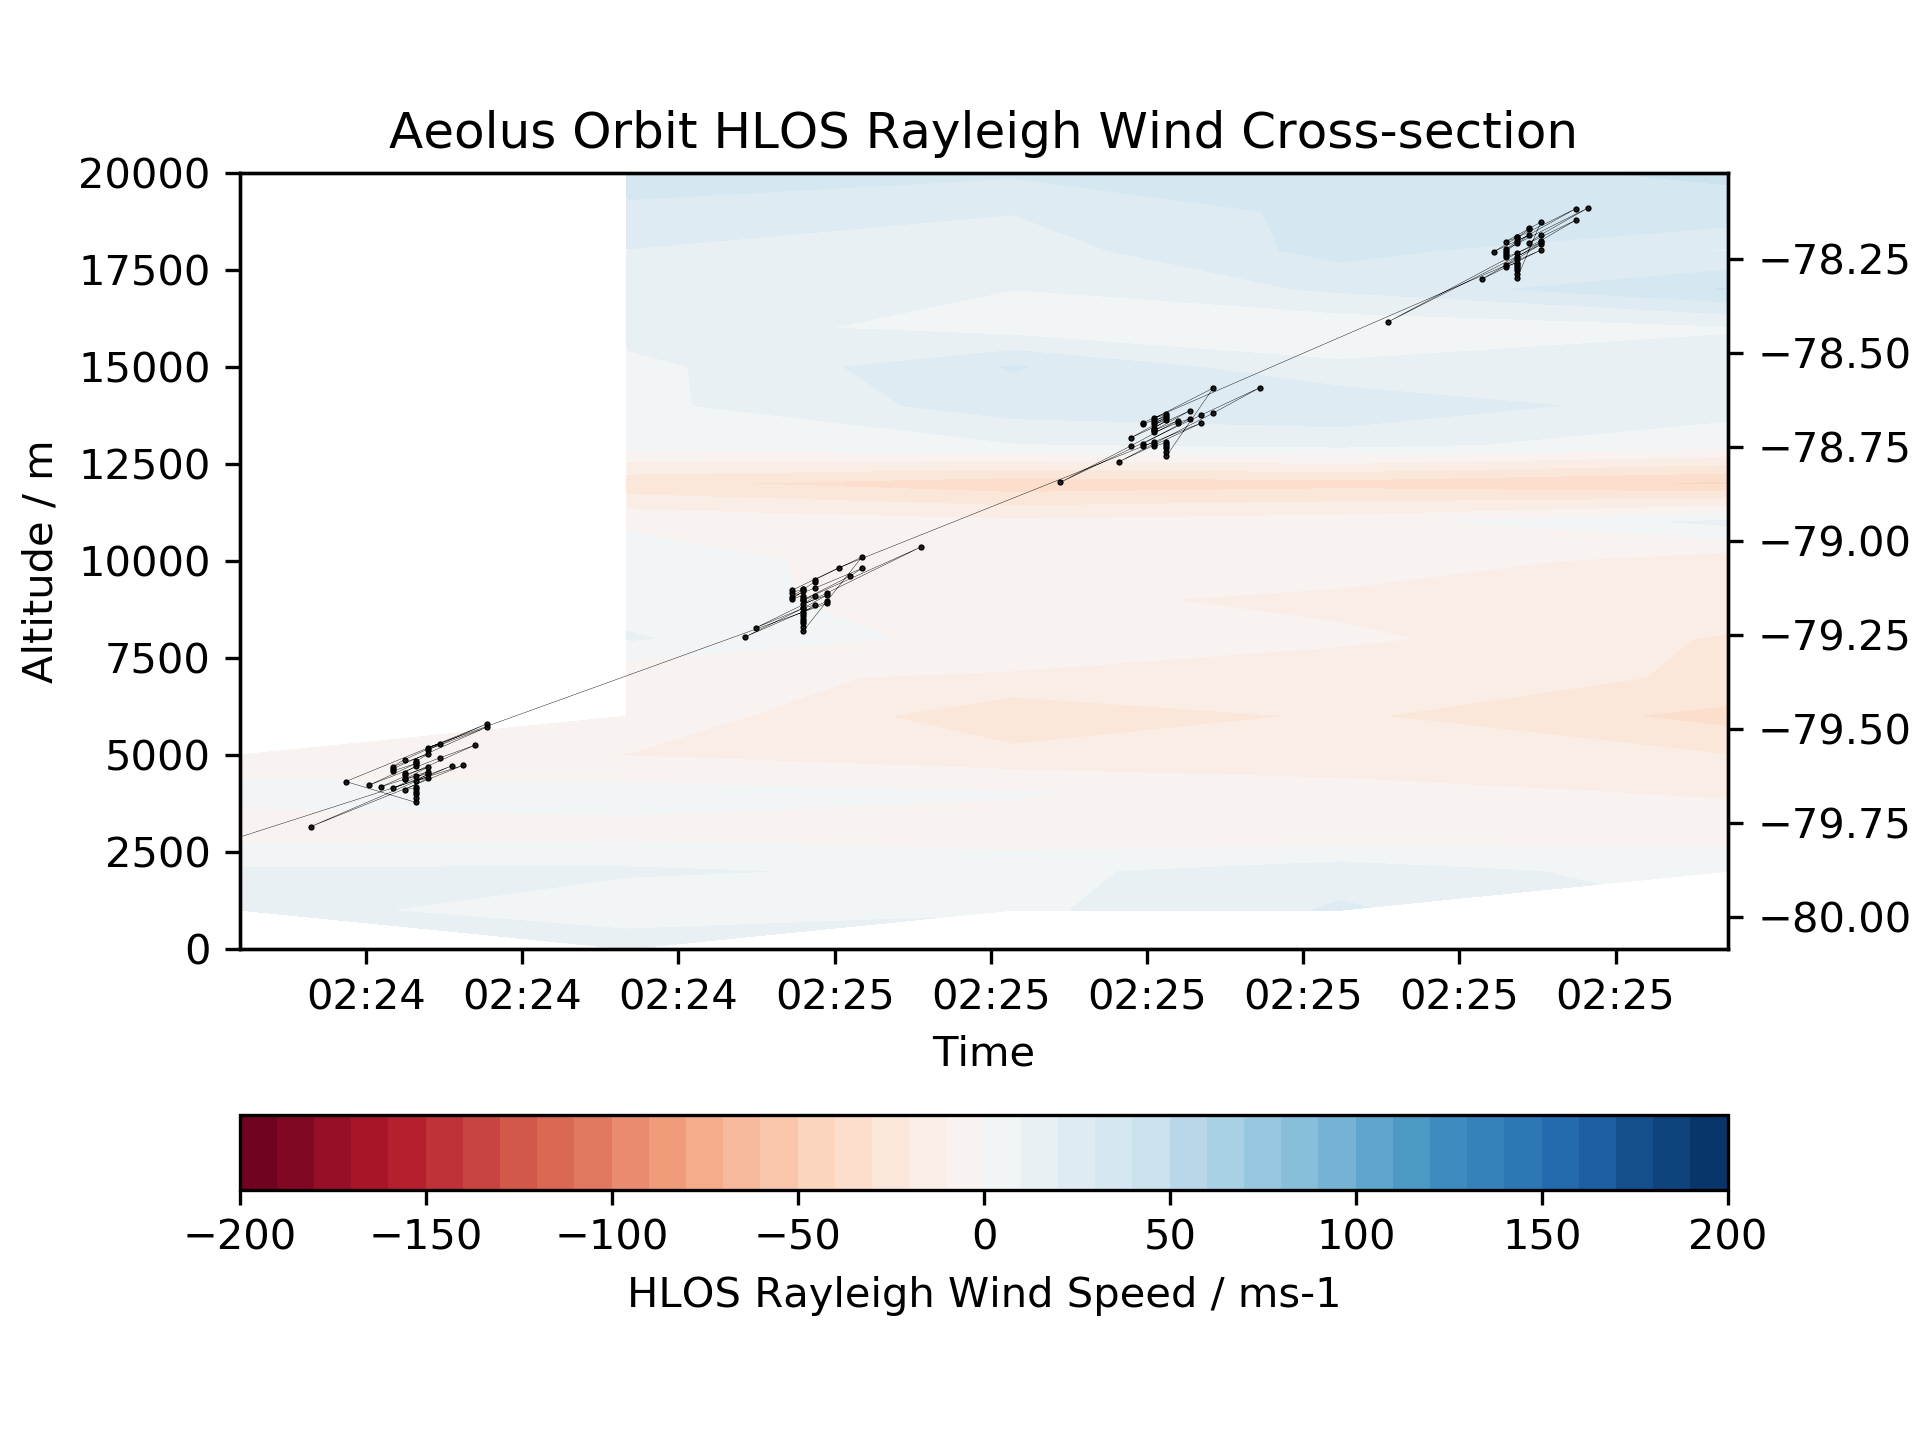 Aeolus Orbit HLOS Rayleigh Wind Cross-section
20000
17500
15000
12500
10000
7500
5000
2500
0
Altitude / m
−78.25
−78.50
−78.75
−79.00
−79.25
−79.50
−79.75
−80.00
02:24 02:24 02:24 02:25 02:25 02:25 02:25 02:25 02:25
Time
−200 −150 −100 −50 0 50 100 150 200
HLOS Rayleigh Wind Speed / ms-1